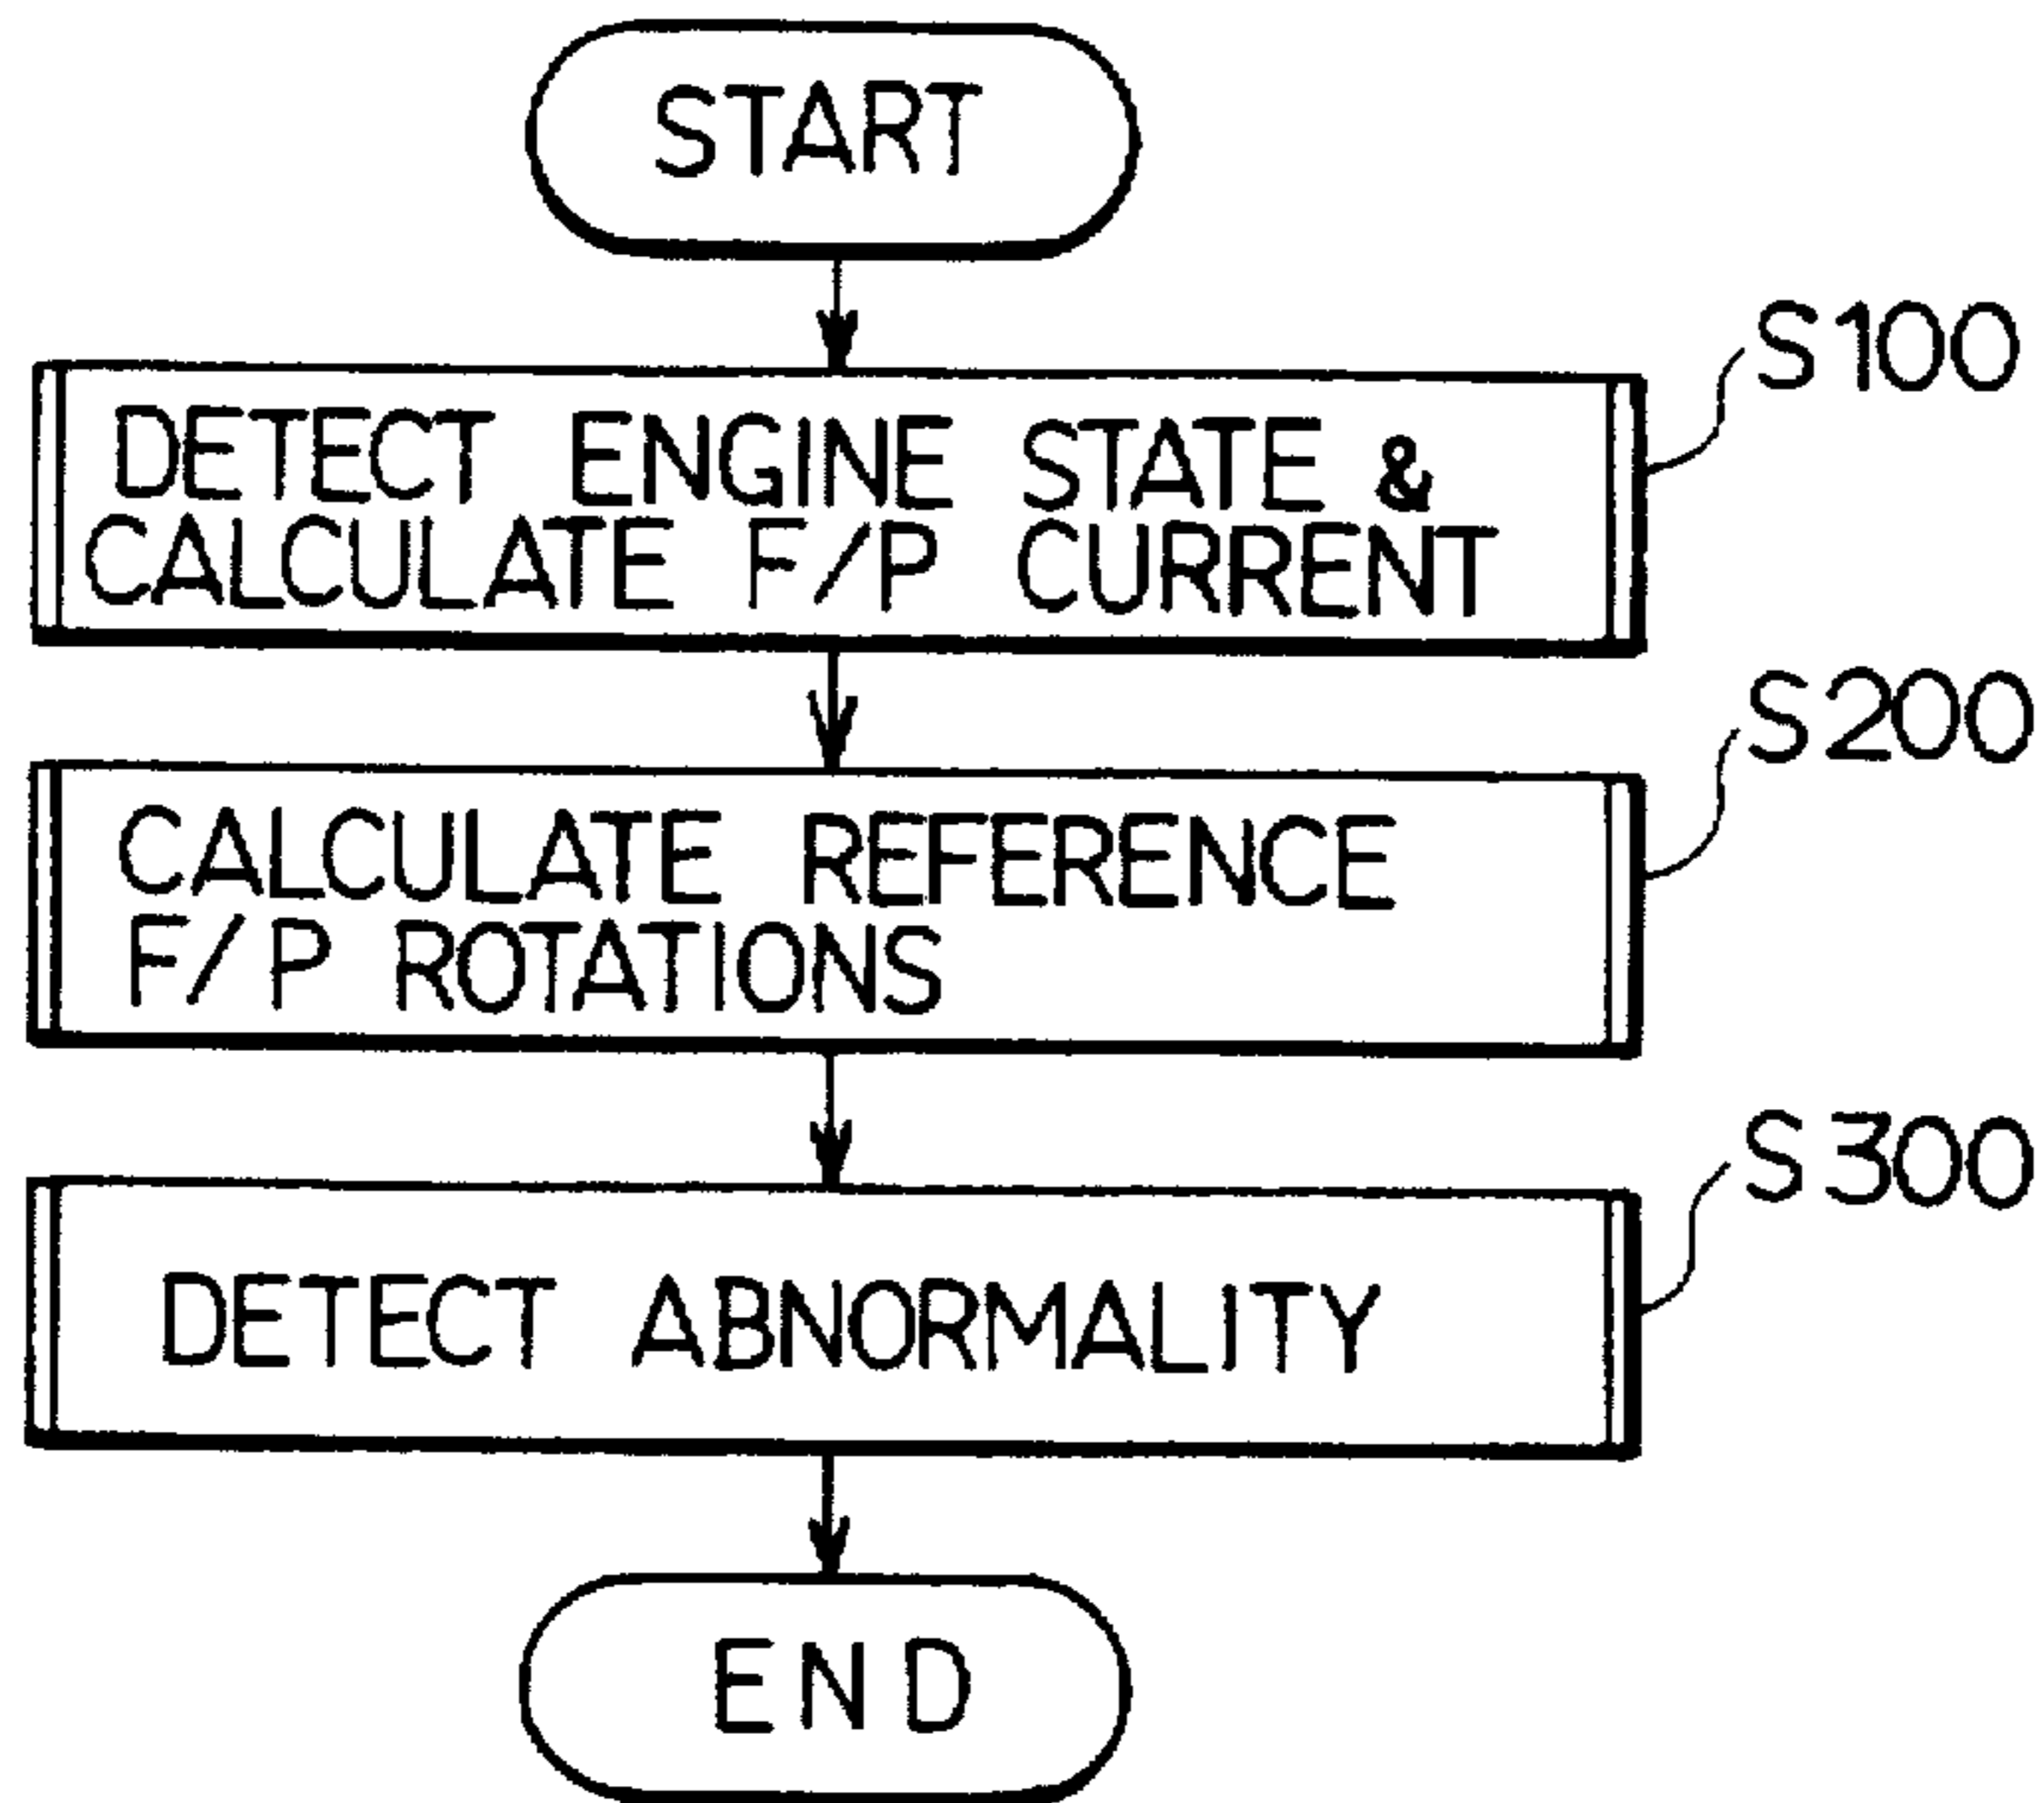 START
S100
DETECT ENGINE STATE &
CALCULATE F/P CURRENT
S200
CALCULATE REFERENCE
F/P ROTATIONS
S300
DETECT ABNORMALITY
END